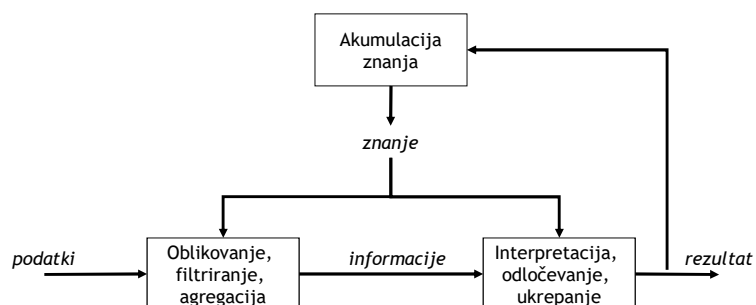 Akumulacija
znanja
znanje
podatki
Oblikovanje,
filtriranje,
agregacija
informacije
Interpretacija,
odločevanje,
ukrepanje
rezultat